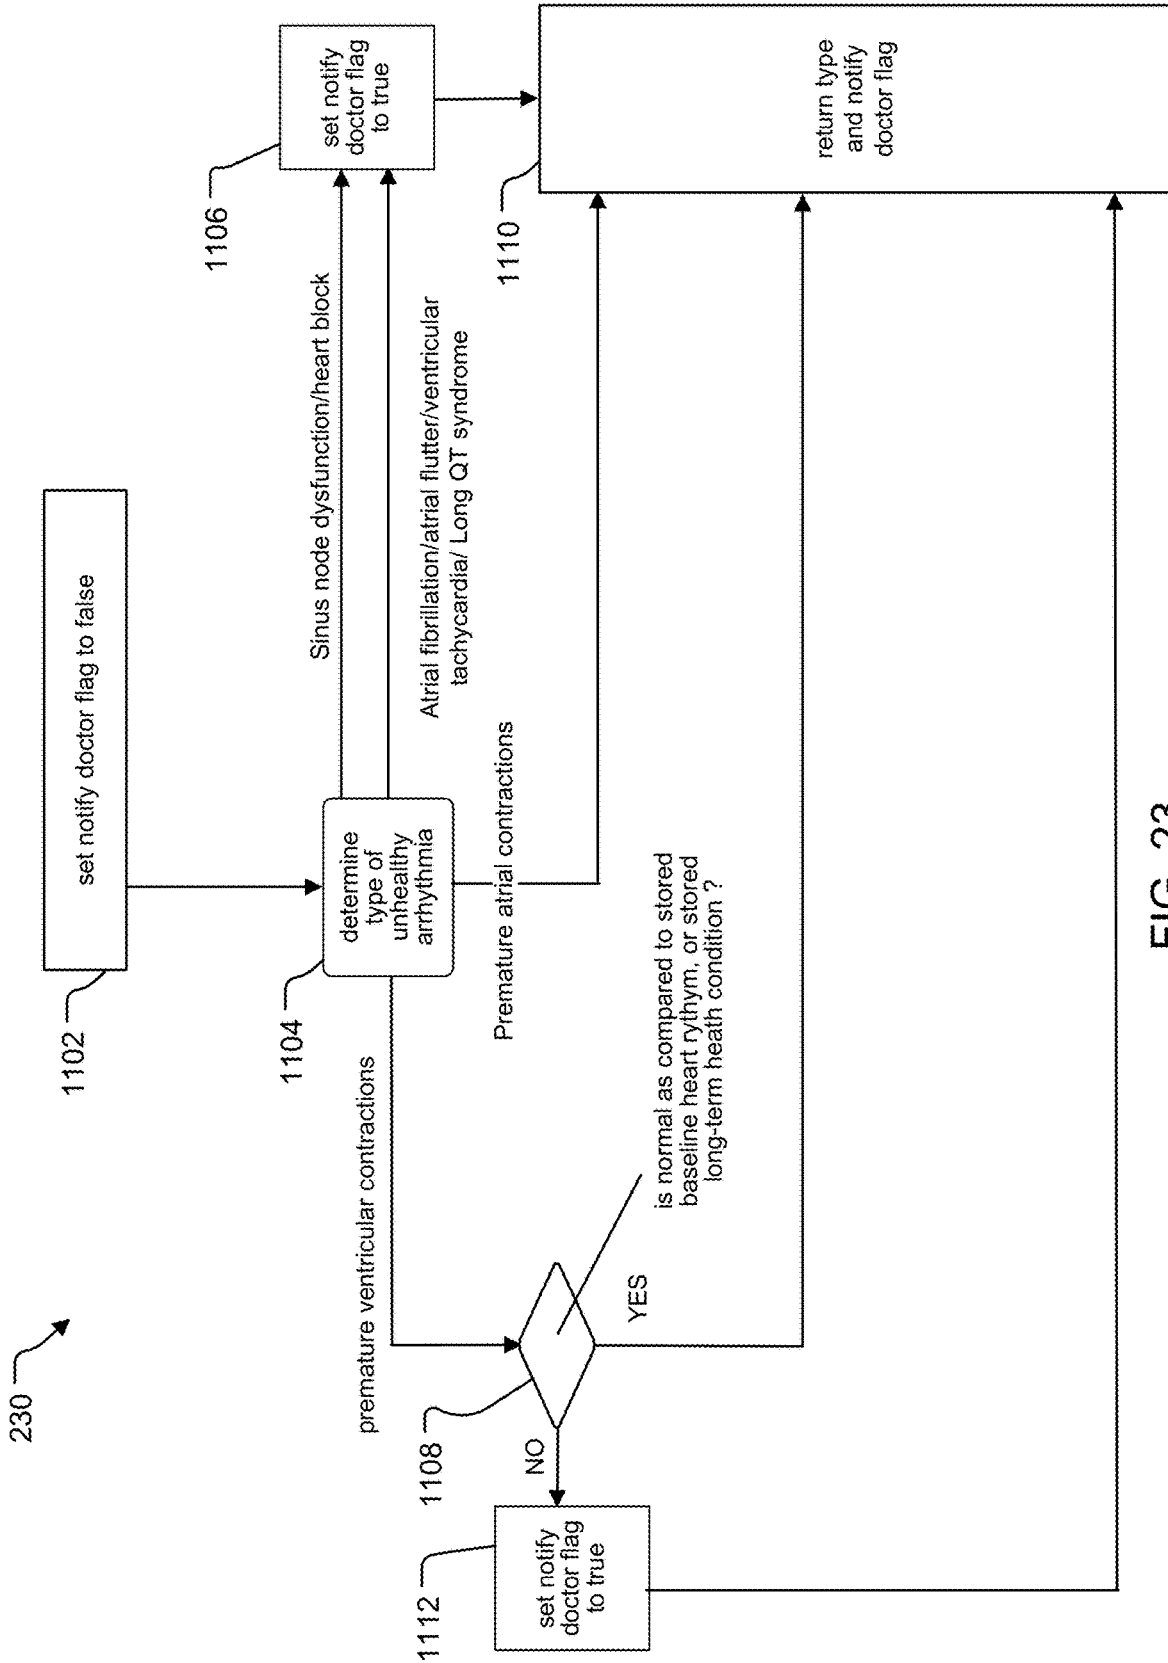 230
1102
set notify doctor flag to false
1104
determine
type of
unhealthy
arrhythmia
Sinus node dysfunction/heart block
Atrial fibrillation/atrial flutter/ventricular
tachycardia/ Long QT syndrome
1106
set notify
doctor flag
to true
premature ventricular contractions
Premature atrial contractions
1108
is normal as compared to stored
baseline heart rythym, or stored
long-term heath condition ?
NO
YES
1112
set notify
doctor flag
to true
1110
return type
and notify
doctor flag
FIG. 23